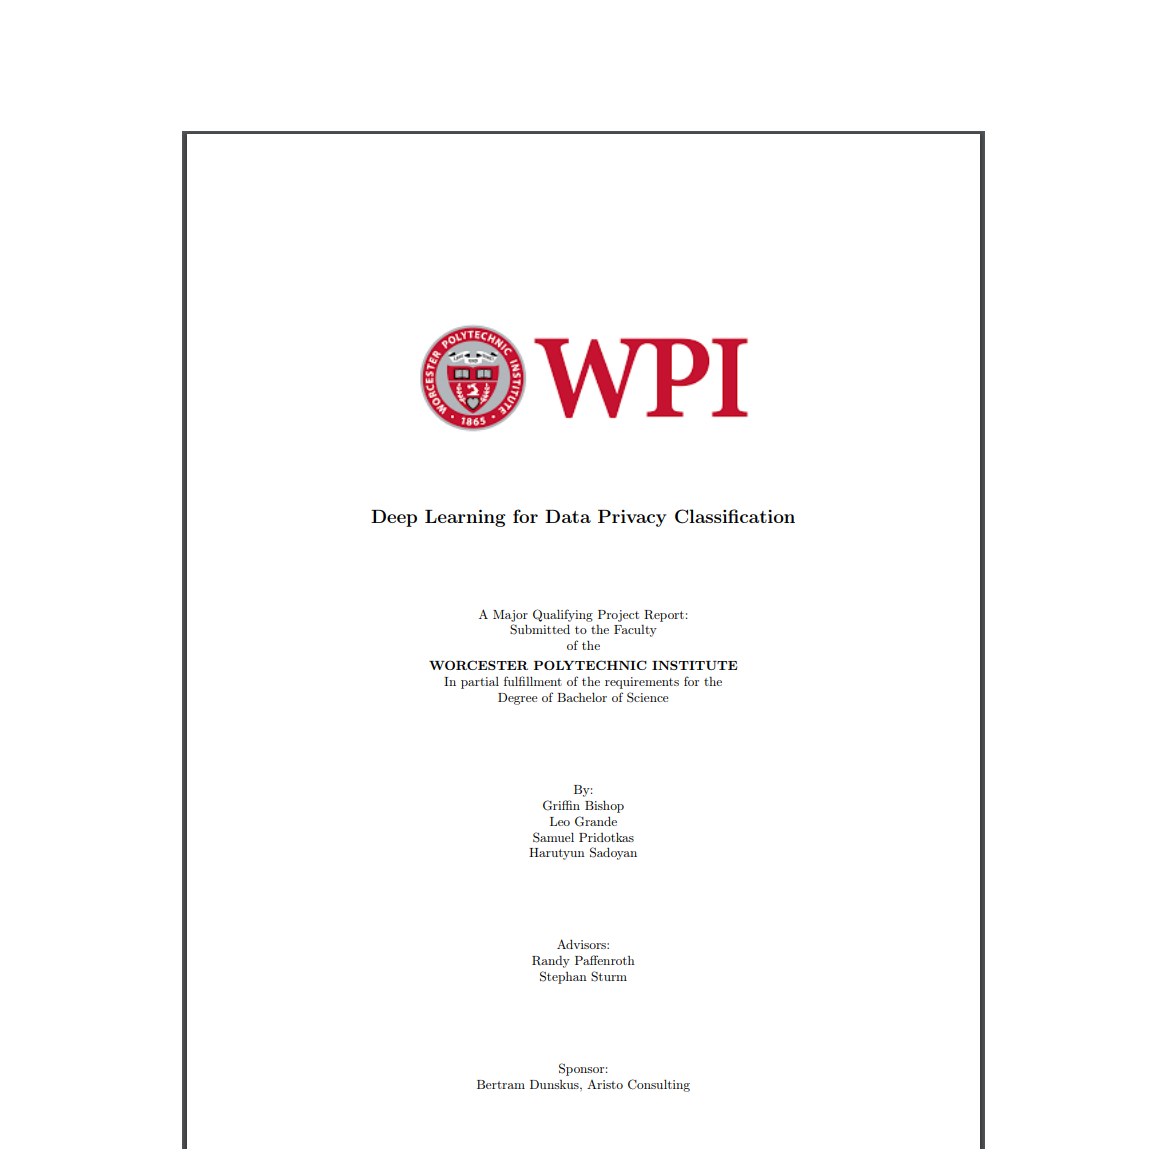 WORCESTER POLYTECHNIC INSTITUTE
1865
WPI
Deep Learning for Data Privacy Classification
A Major Qualifying Project Report:
Submitted to the Faculty
of the
WORCESTER POLYTECHNIC INSTITUTE
In partial fulfillment of the requirements for the
Degree of Bachelor of Science
By:
Griffin Bishop
Leo Grande
Samuel Pridotkas
Harutyun Sadoyan
Advisors:
Randy Paffenroth
Stephan Sturm
Sponsor:
Bertram Dunskus, Aristo Consulting